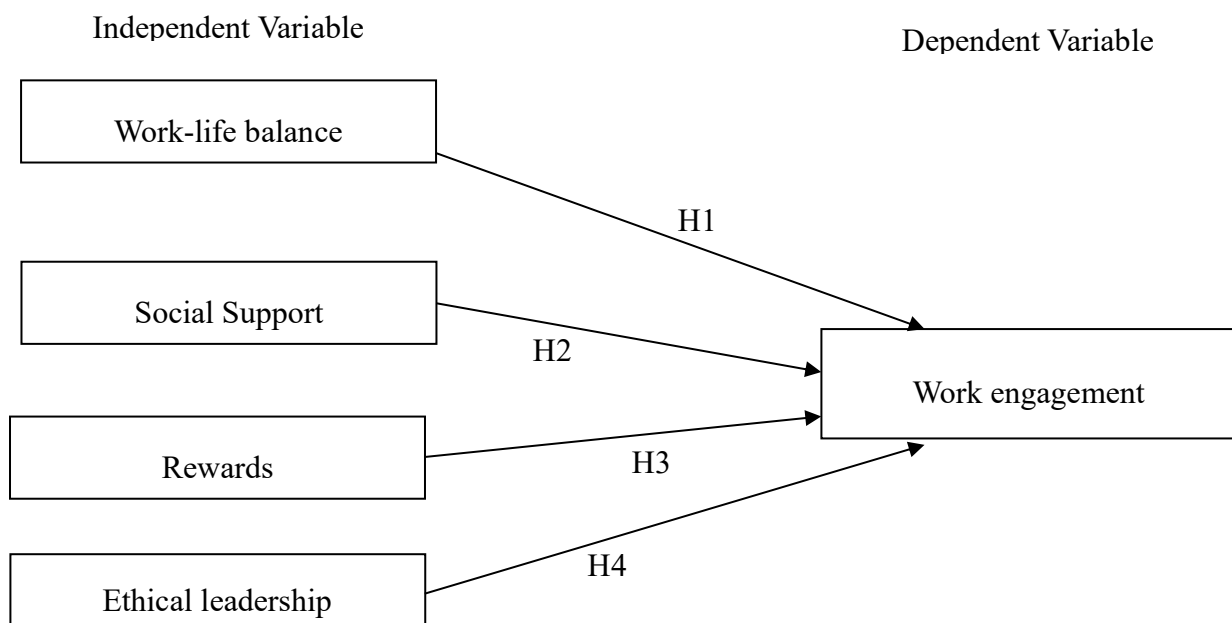 Independent Variable
Dependent Variable
Work-life balance
H1
Social Support
H2
Work engagement
Rewards
H3
H4
Ethical leadership